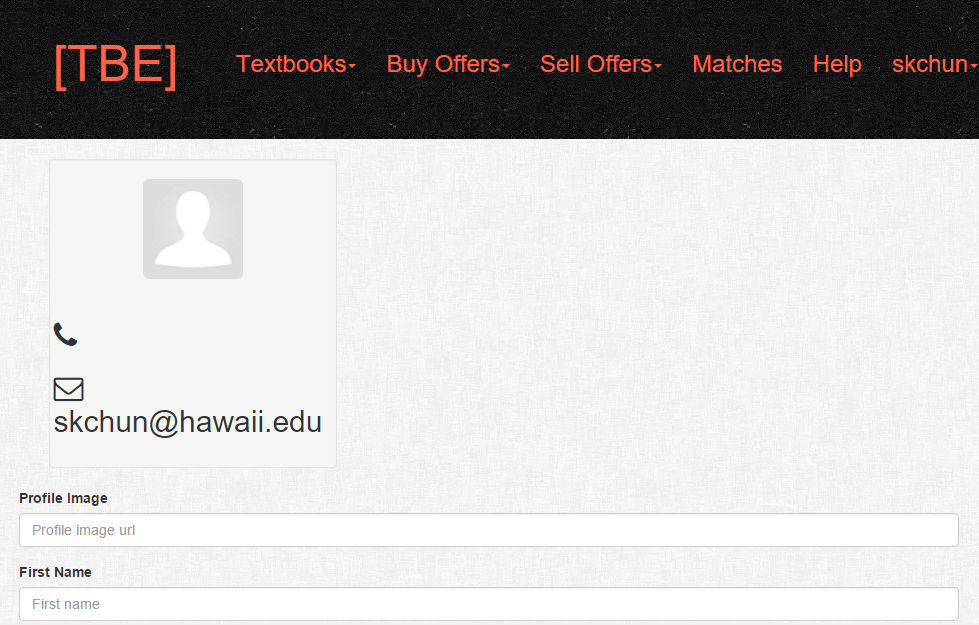 [TBE] Textbooks Buy Offers Sell Offers Matches Help skchun
skchun@hawaii.edu
Profile Image
Profile image url
First Name
First name